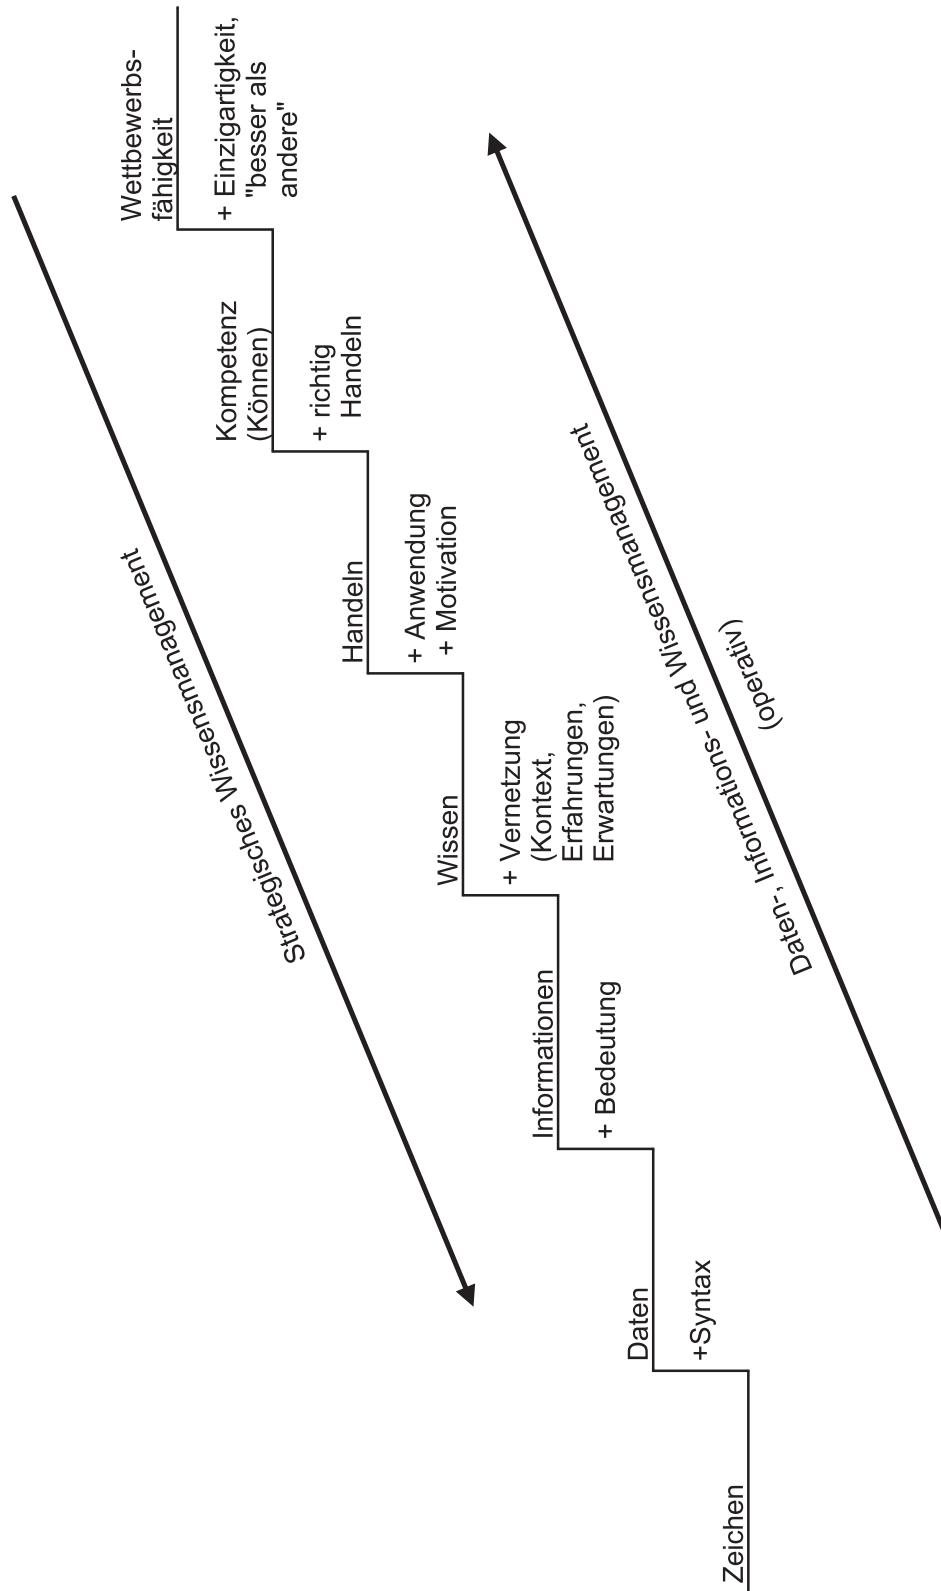 Strategisches Wissensmanagement
Zeichen
+Syntax
Daten
+ Bedeutung
Informationen
+ Vernetzung
(Kontext,
Erfahrungen,
Erwartungen)
Wissen
+ Anwendung
+ Motivation
Handeln
+ richtig
Handeln
Kompetenz
(Können)
+ Einzigartigkeit,
"besser als
andere"
Wettbewerbs-
fähigkeit
Daten-, Informations- und Wissensmanagement
(operativ)